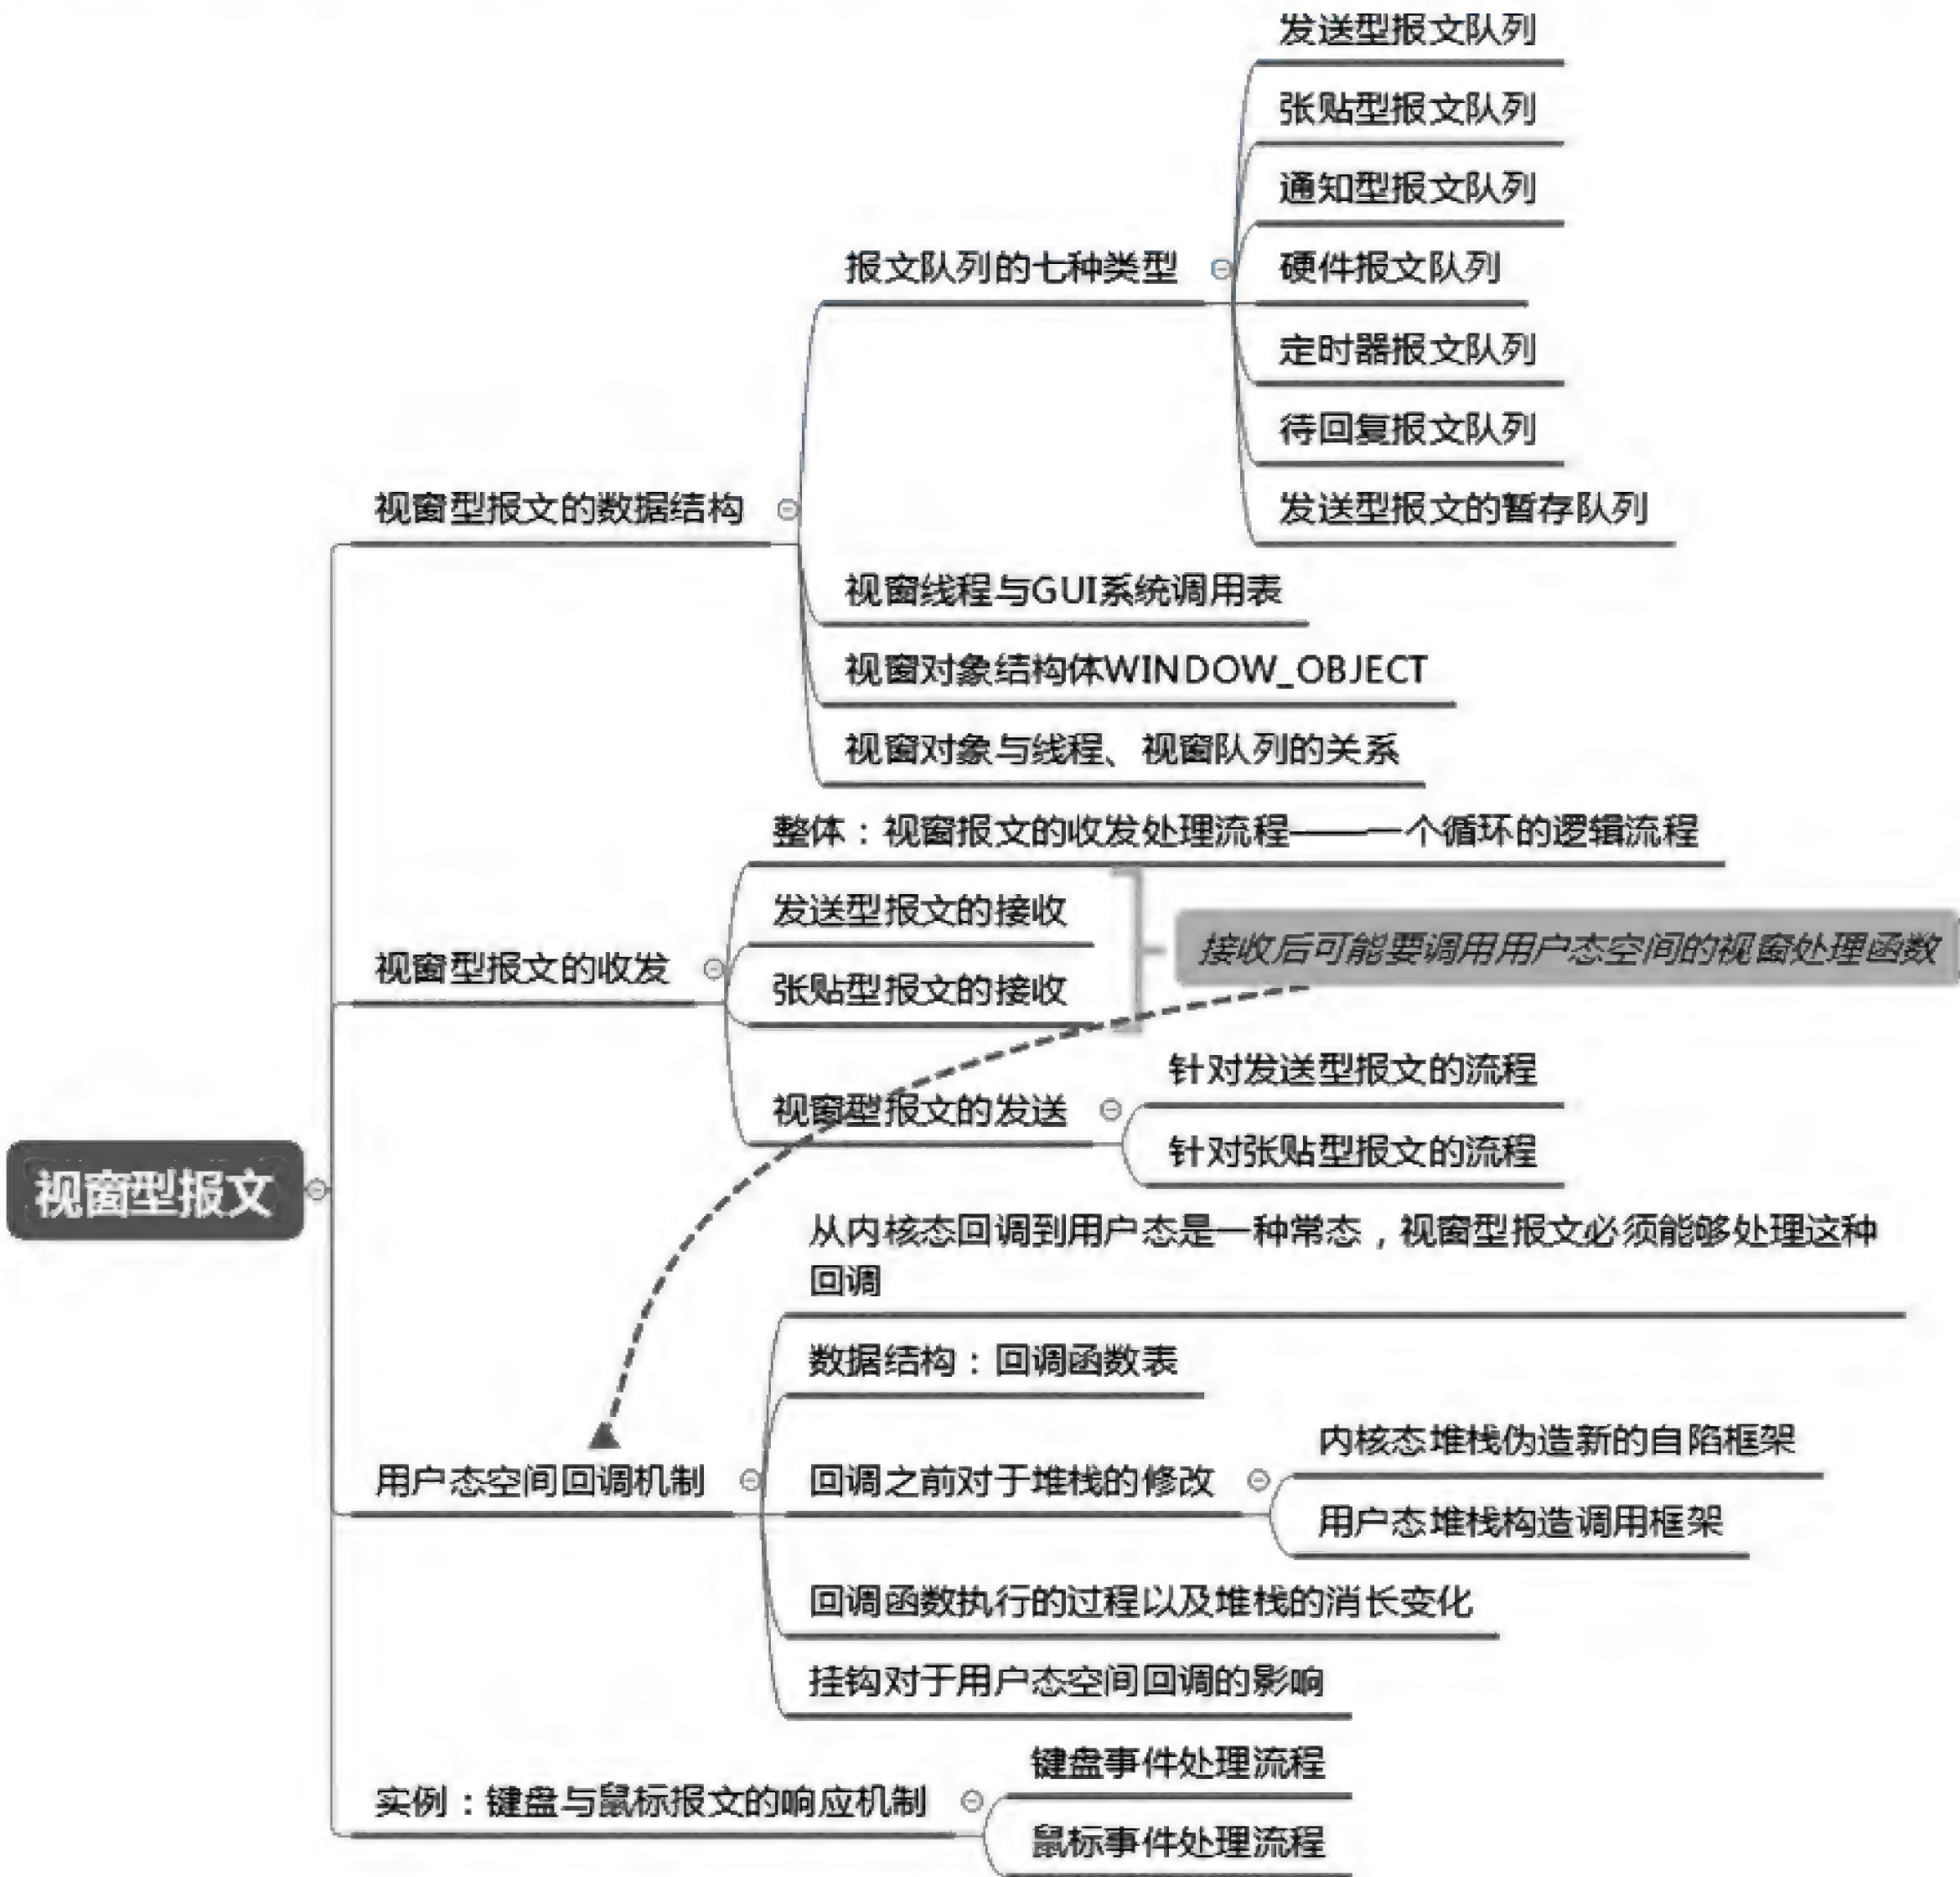 发送型报文队列
张贴型报文队列
通知型报文队列
报文队列的七种类型
硬件报文队列
定时器报文队列
待回复报文队列
视窗型报文的数据结构
发送型报文的暂存队列
视窗线程与GUI系统调用表
视窗对象结构体WINDOW_OBJECT
视窗对象与线程、视窗队列的关系
整体：视窗报文的收发处理流程——一个循环的逻辑流程
发送型报文的接收
视窗型报文的收发
接收后可能要调用用户态空间的视窗处理函数
张贴型报文的接收
针对发送型报文的流程
视窗型报文的发送
针对张贴型报文的流程
视窗型报文
从内核态回调到用户态是一种常态，视窗型报文必须能够处理这种
回调
数据结构：回调函数表
内核态堆栈伪造新的自陷框架
用户态空间回调机制
回调之前对于堆栈的修改
用户态堆栈构造调用框架
回调函数执行的过程以及堆栈的消长变化
挂钩对于用户态空间回调的影响
键盘事件处理流程
实例：键盘与鼠标报文的响应机制
鼠标事件处理流程